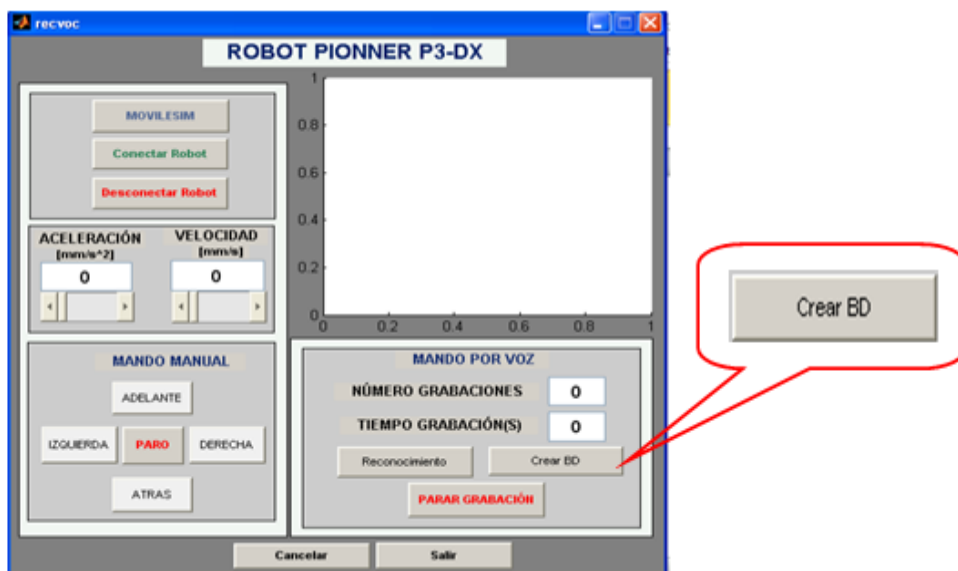 recvoc
ROBOT PIONNER P3-DX
MOVILESIM
Conectar Robot
Desconectar Robot
ACELERACIÓN
[mm/s^2]
0
VELOCIDAD
[mm/s]
0
MANDO MANUAL
ADELANTE
IZQUIERDA PARO DERECHA
ATRAS
1
0.8
0.6
0.4
0.2
0
0 0.2 0.4 0.6 0.8 1
MANDO POR VOZ
NÚMERO GRABACIONES 0
TIEMPO GRABACIÓN(S) 0
Reconocimiento Crear BD
PARAR GRABACIÓN
Cancelar Salir
Crear BD